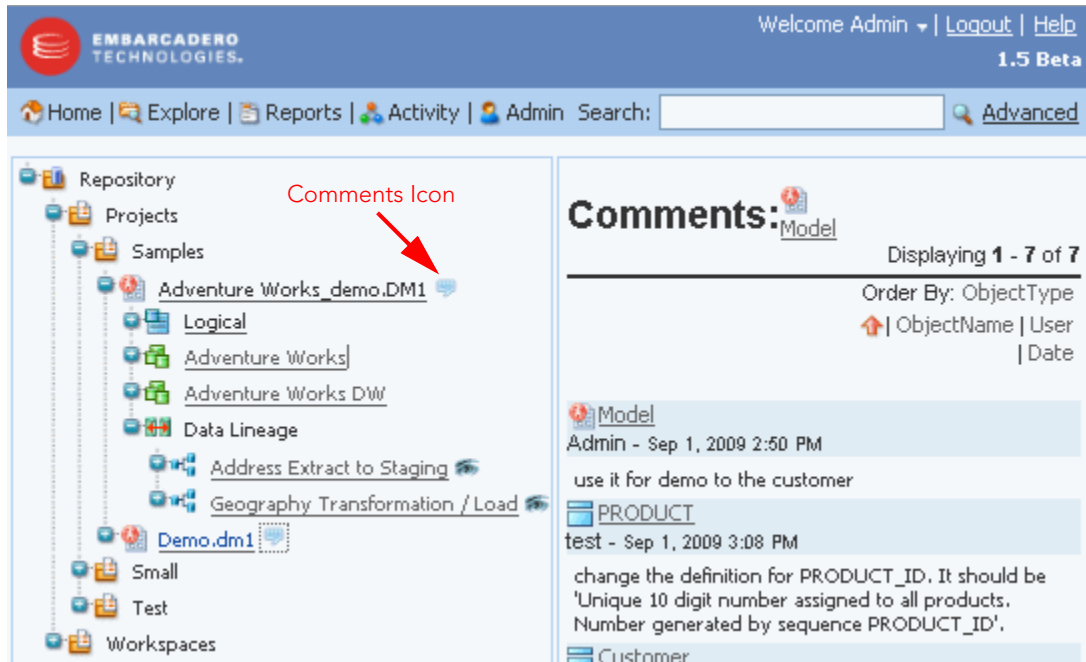 Welcome Admin | Logout | Help
EMBARCADERO
TECHNOLOGIES.
1.5 Beta
Home | Explore | Reports | Activity | Admin Search: Advanced
Repository
Projects
Samples
Adventure Works_demo.DM1
Logical
Adventure Works
Adventure Works DW
Data Lineage
Address Extract to Staging
Geography Transformation / Load
Demo.dm1
Small
Test
Workspaces
Comments Icon
Comments: Model
Displaying 1 - 7 of 7
Order By: ObjectType
| ObjectName | User
| Date
Model
Admin - Sep 1, 2009 2:50 PM
use it for demo to the customer
PRODUCT
test - Sep 1, 2009 3:08 PM
change the definition for PRODUCT_ID. It should be
'Unique 10 digit number assigned to all products.
Number generated by sequence PRODUCT_ID'.
Customer